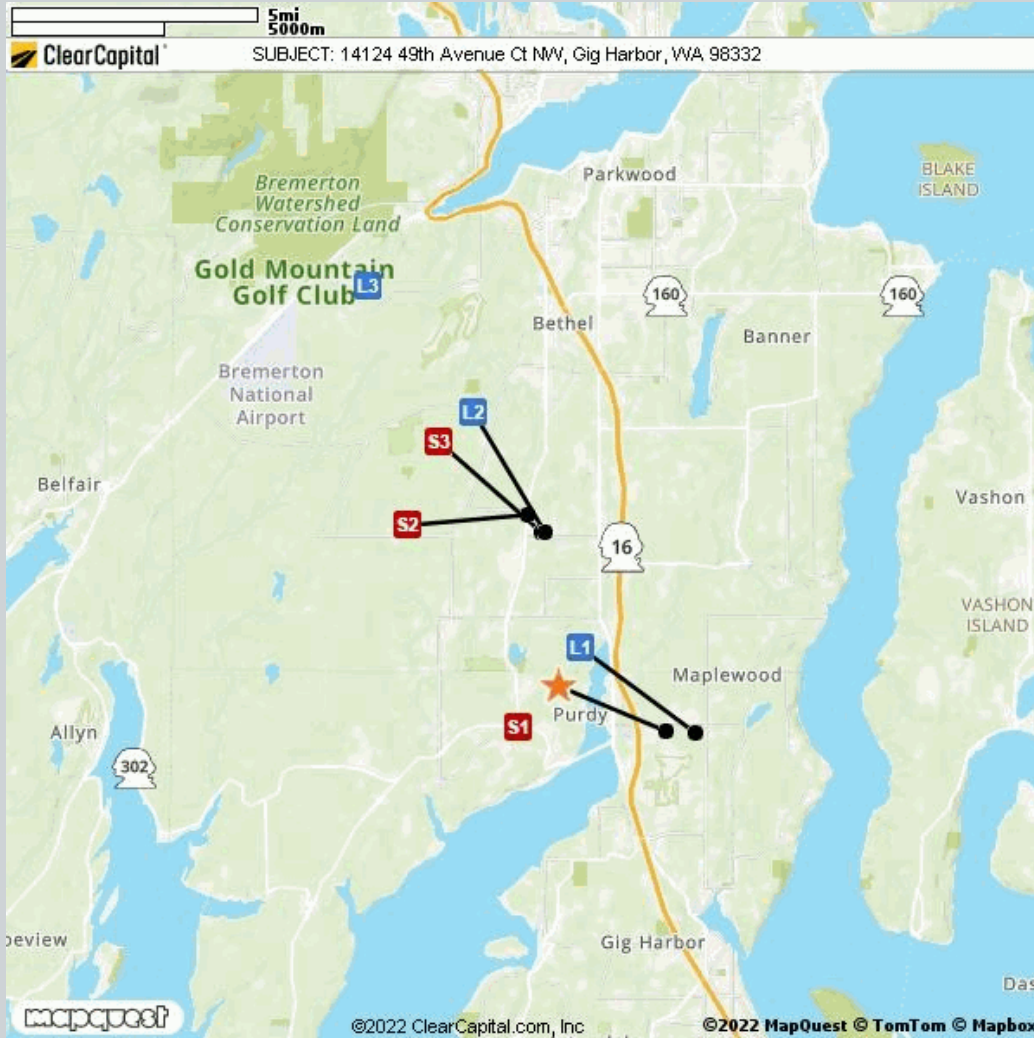 5mi
5000m
ClearCapital
SUBJECT: 14124 49th Avenue Ct NW, Gig Harbor, WA 98332
Parkwood
BLAKE
ISLAND
Bremerton
Watershed
Conservation Land
Gold Mountain
Golf Club
L3
160
160
Bethel
Banner
Bremerton
National
Airport
L2
S3
Belfair
Vashon
S2
16
VASHON
ISLAND
L1
Maplewood
Purdy
S1
Allyn
302
peview
Gig Harbor
Das
mapquest
©2022 ClearCapital.com, Inc
©2022 MapQuest © TomTom © Mapbox